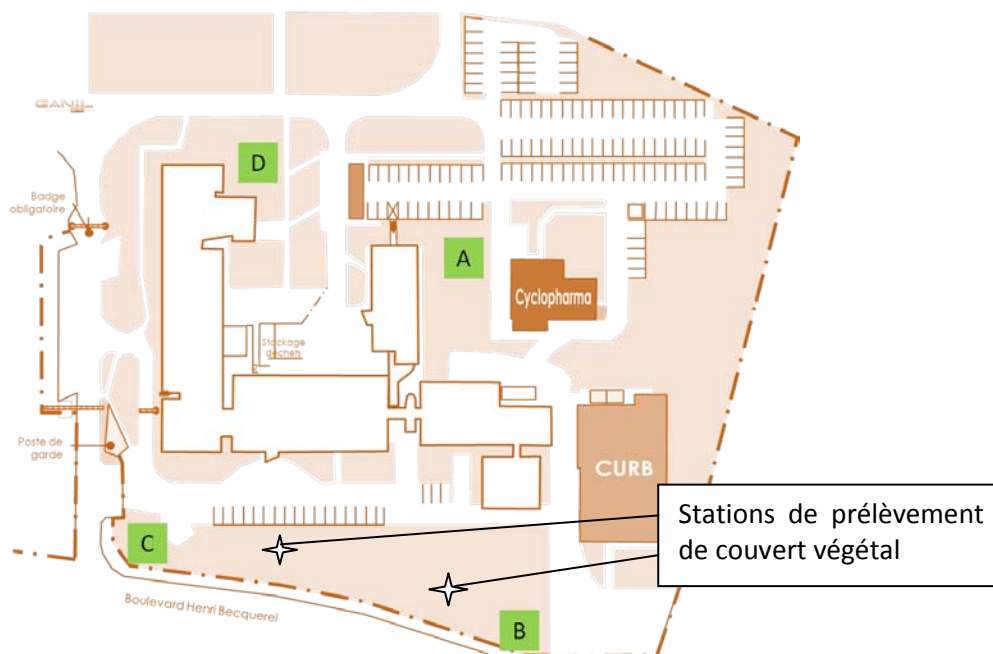 GANIL
D
Badge
obligatoire
A
Cyclopharma
Stockage
déchets
Poste de
garde
CURB
Stations de prélèvement
de couvert végétal
C
B
Boulevard Henri Becquerel